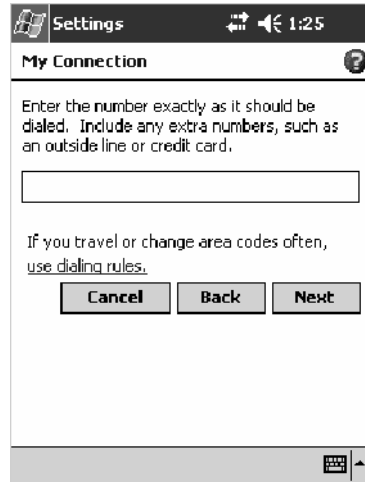 Settings 1:25
My Connection ?
Enter the number exactly as it should be
dialed. Include any extra numbers, such as
an outside line or credit card.
If you travel or change area codes often,
use dialing rules.
Cancel Back Next